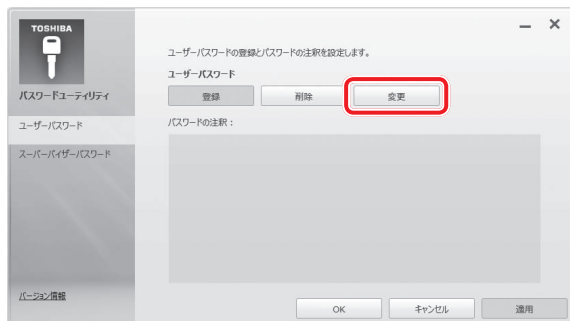 TOSHIBA
パスワードユーティリティ
ユーザーパスワード
スーパーバイザーパスワード
バージョン情報
ユーザーパスワードの登録とパスワードの注釈を設定します。
ユーザーパスワード
登録
削除
変更
パスワードの注釈：
OK
キャンセル
適用